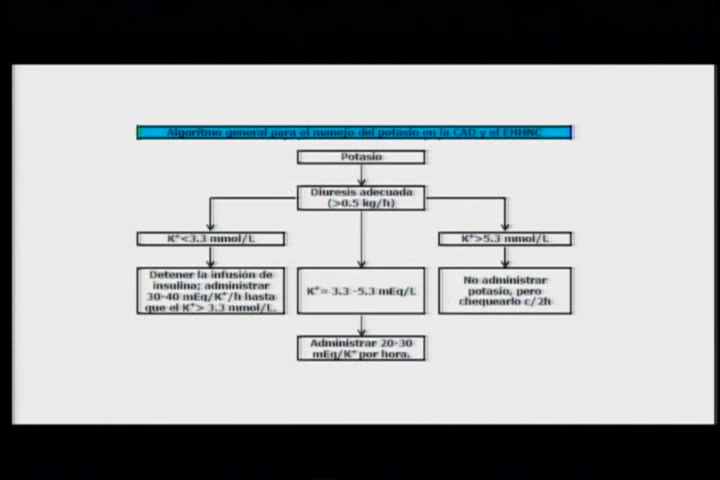 Algoritmo general para el manejo del potasio en la CAD y el EHHNC
Potasio
Diuresis adecuada
(>0.5 kg/h)
K⁺<3.3 mmol/L
K⁺>5.3 mmol/L
Detener la infusión de
insulina; administrar
30-40 mEq/K⁺/h hasta
que el K⁺> 3.3 mmol/L.
K⁺= 3.3 -5.3 mEq/L
No administrar
potasio, pero
chequearlo c/2h
Administrar 20-30
mEq/K⁺ por hora.